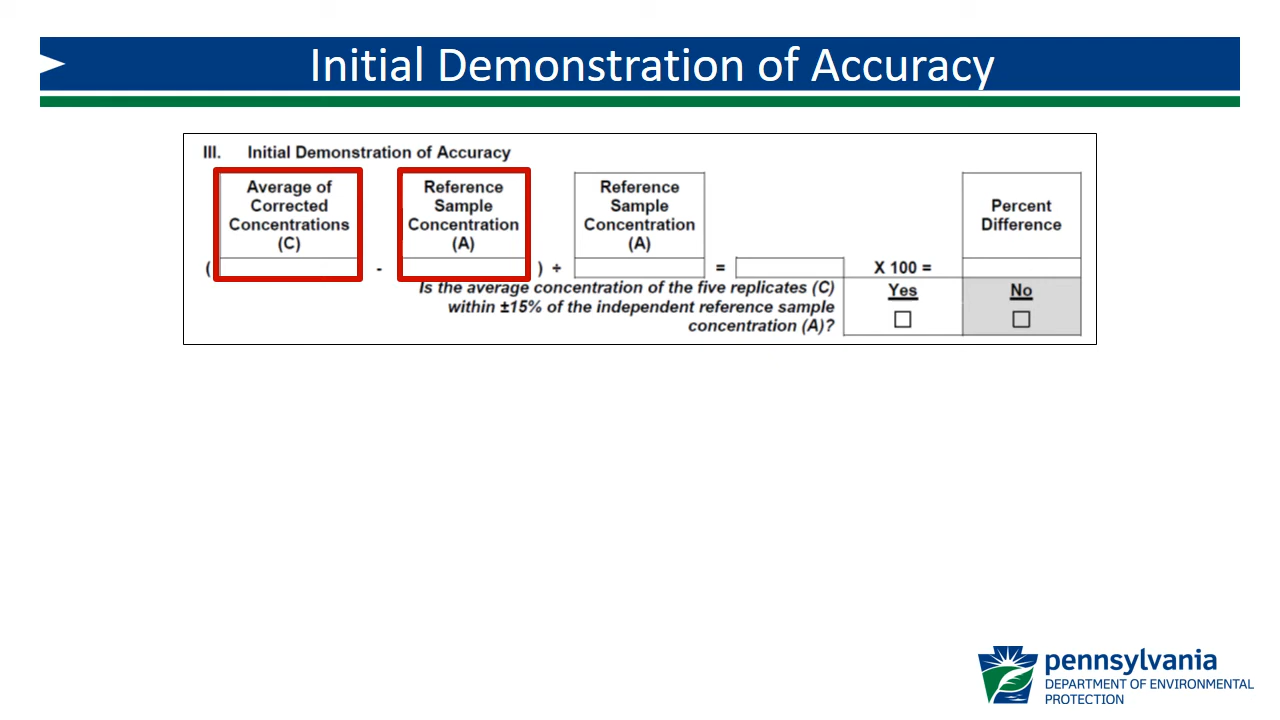 Initial Demonstration of Accuracy
III. Initial Demonstration of Accuracy
Average of
Corrected
Concentrations
(C)
Reference
Sample
Concentration
(A)
Reference
Sample
Concentration
(A)
Percent
Difference
( - ) ÷ = X 100 =
Is the average concentration of the five replicates (C)
within ±15% of the independent reference sample
concentration (A)?
Yes
No
pennsylvania
DEPARTMENT OF ENVIRONMENTAL
PROTECTION